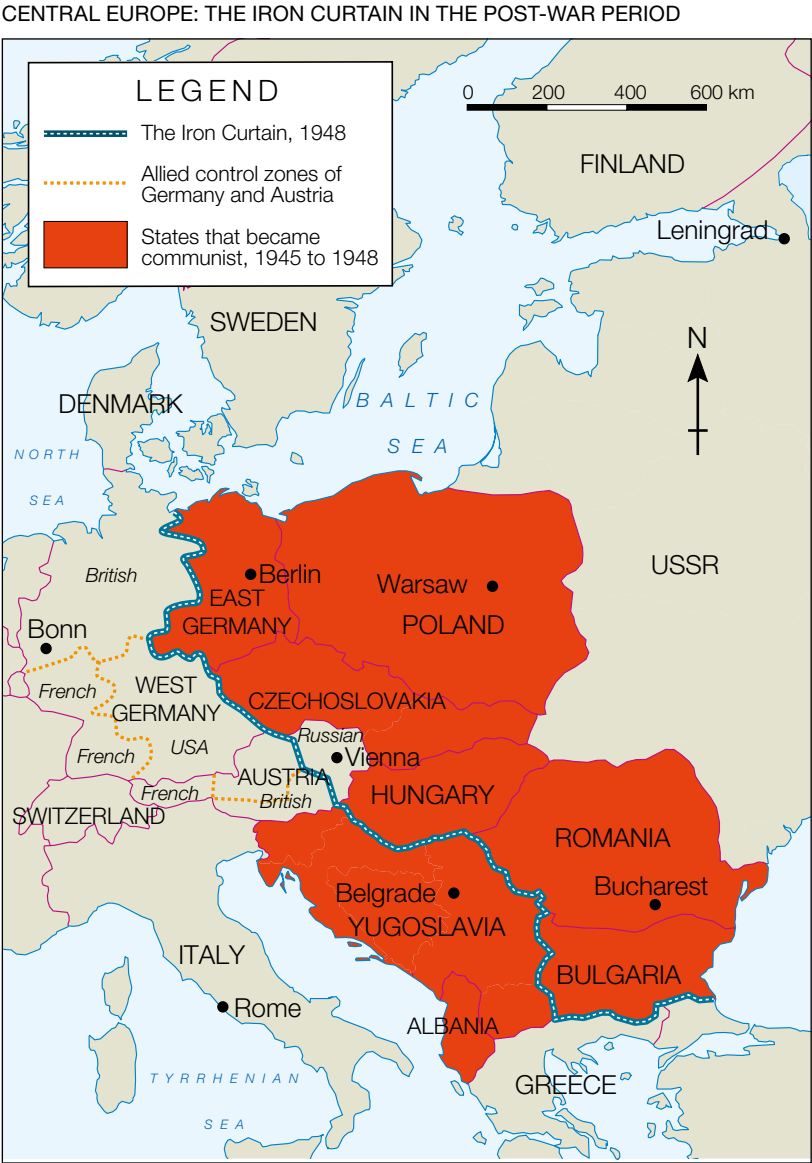 CENTRAL EUROPE: THE IRON CURTAIN IN THE POST-WAR PERIOD
LEGEND
The Iron Curtain, 1948
Allied control zones of
Germany and Austria
States that became
communist, 1945 to 1948
0 200 400 600 km
FINLAND
Leningrad
SWEDEN
N
DENMARK
BALTIC
SEA
NORTH
SEA
USSR
British
Berlin
Warsaw
EAST
GERMANY
POLAND
Bonn
French
WEST
GERMANY
CZECHOSLOVAKIA
French
USA
Russian
Vienna
AUSTRIA
French
British
HUNGARY
SWITZERLAND
ROMANIA
Belgrade
Bucharest
YUGOSLAVIA
ITALY
BULGARIA
Rome
ALBANIA
TYRRHENIAN
SEA
GREECE